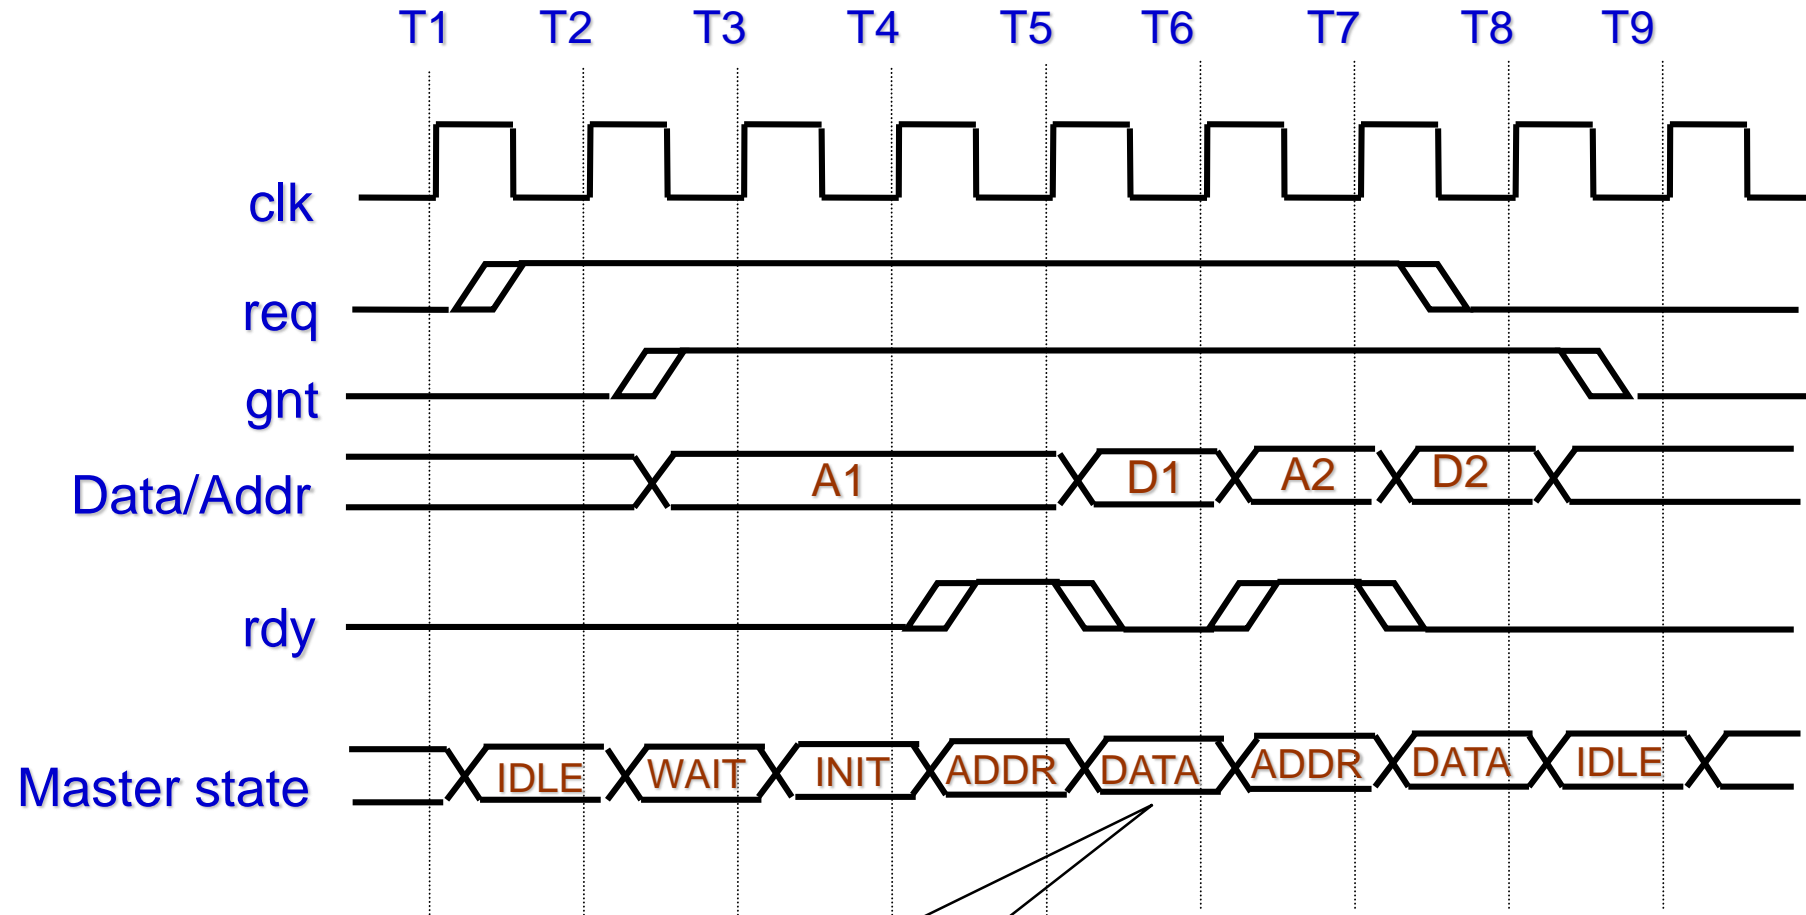 T1 T2 T3 T4 T5 T6 T7 T8 T9
clk
req
gnt
Data/Addr A1 D1 A2 D2
rdy
Master state IDLE WAIT INIT ADDR DATA ADDR DATA IDLE